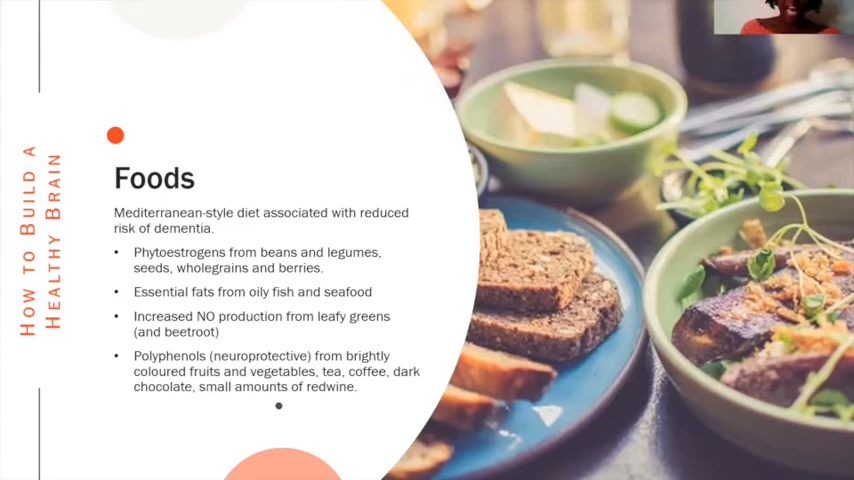 How to Build a
Healthy Brain
Foods
Mediterranean-style diet associated with reduced
risk of dementia.
• Phytoestrogens from beans and legumes,
seeds, wholegrains and berries.
• Essential fats from oily fish and seafood
• Increased NO production from leafy greens
(and beetroot)
• Polyphenols (neuroprotective) from brightly
coloured fruits and vegetables, tea, coffee, dark
chocolate, small amounts of redwine.